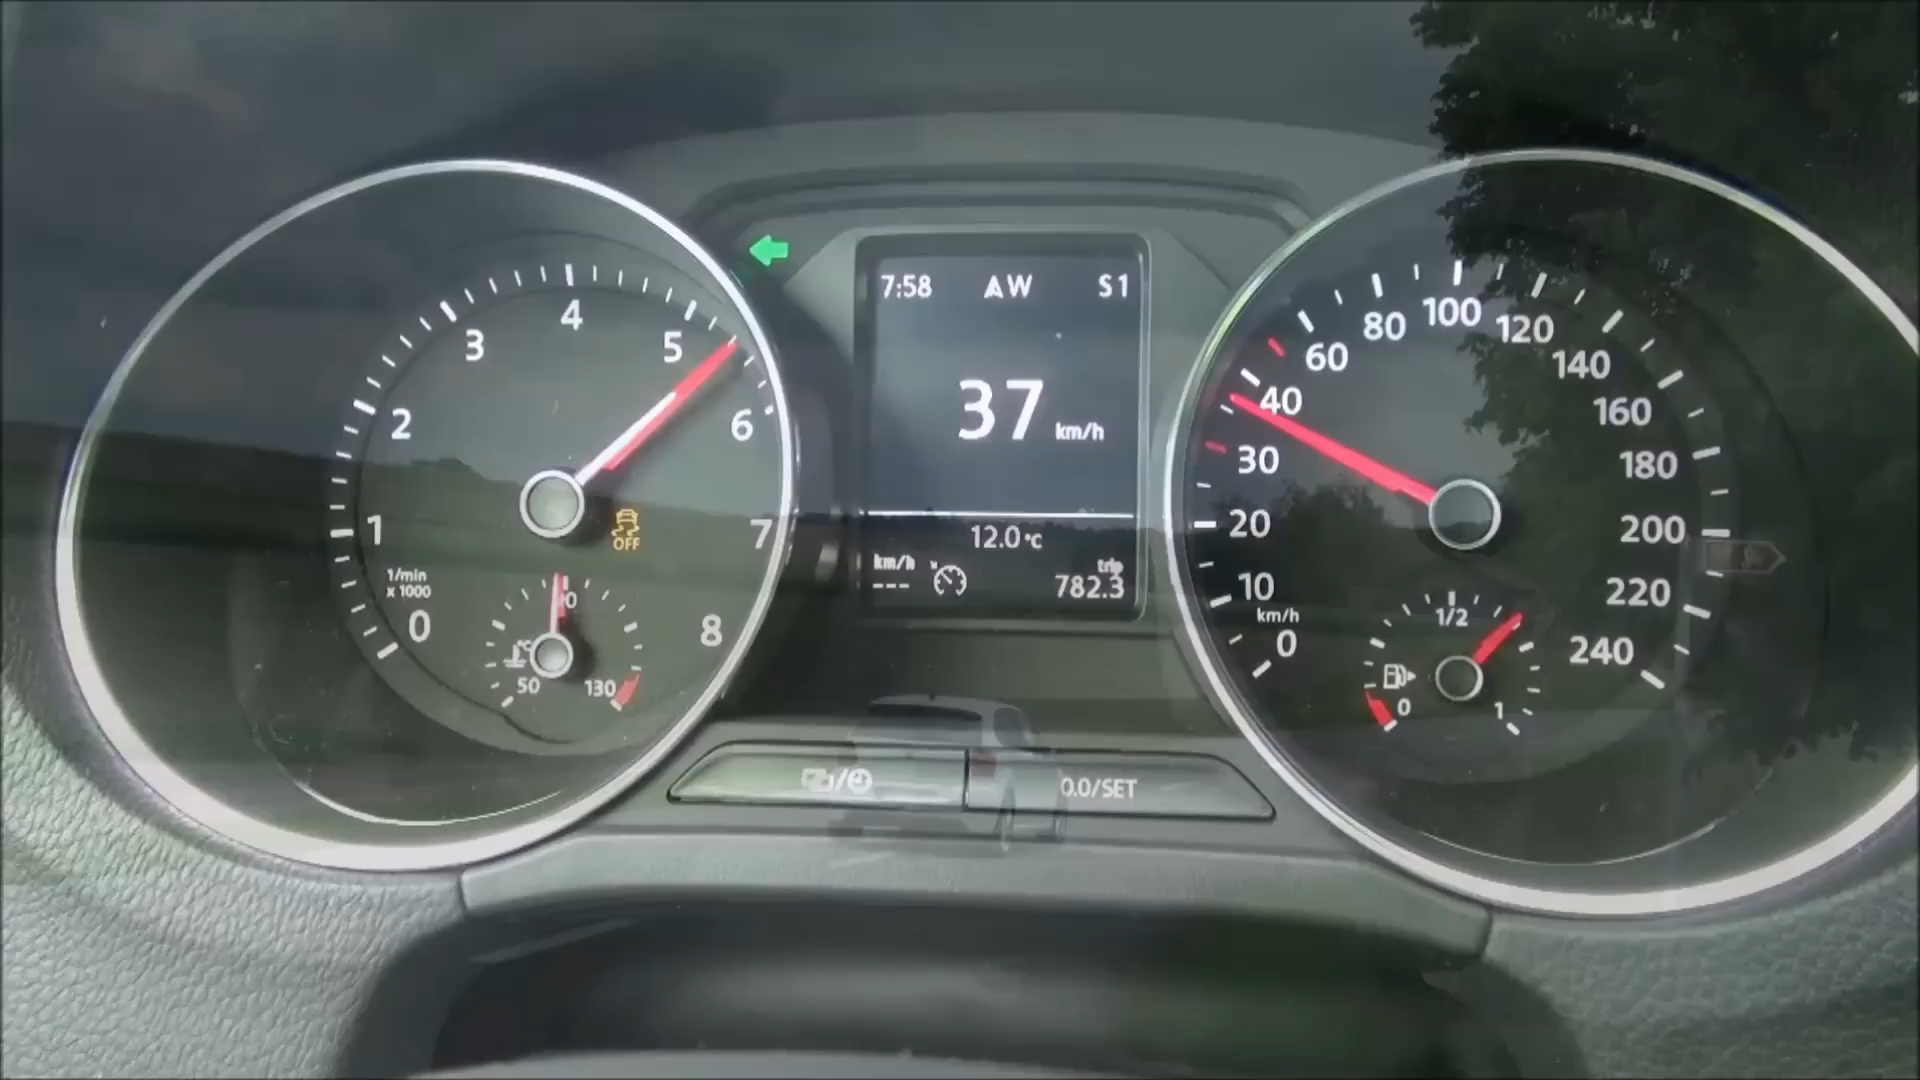 7:58 AW S1
37 km/h
12.0 °C
km/h
---
trip
782.3
0 1 2 3 4 5 6 7 8
1/min
x 1000
OFF
90
°C
50 130
0 10 20 30 40 60 80 100 120 140 160 180 200 220 240
km/h
1/2
0 1
0.0/SET